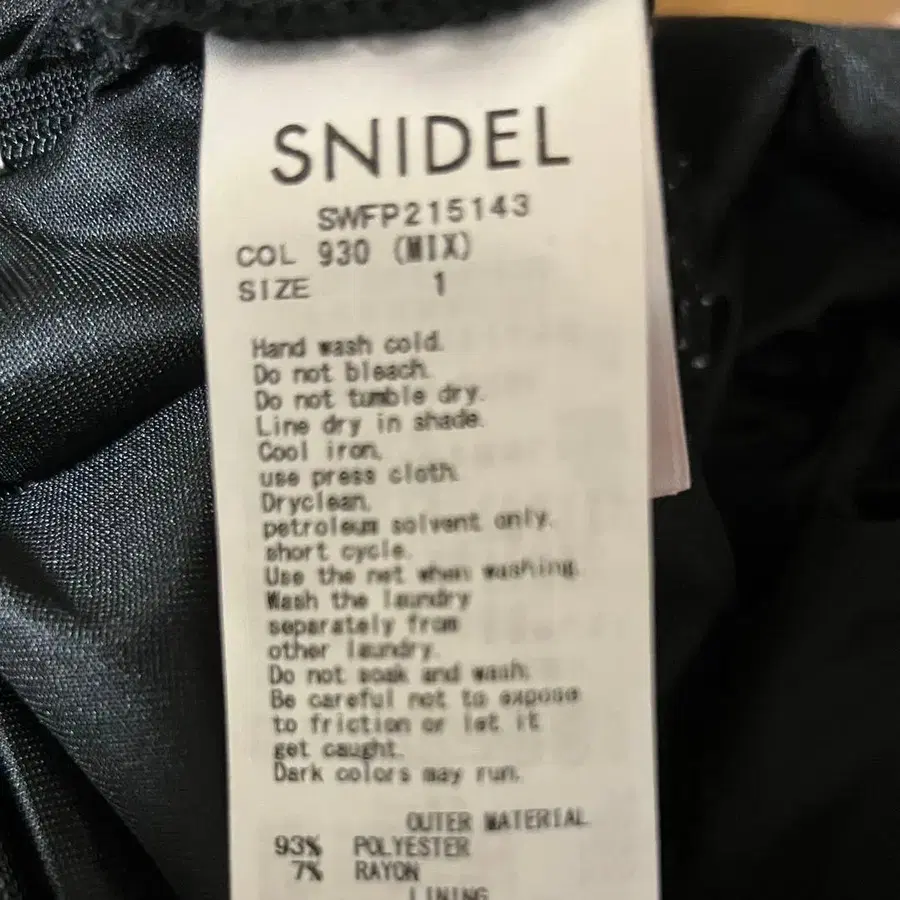 SNIDEL
SWFP215143
COL 930 (MIX)
SIZE 1
Hand wash cold.
Do not bleach.
Do not tumble dry.
Line dry in shade.
Cool iron,
use press cloth.
Dryclean,
petroleum solvent only,
short cycle.
Use the net when washing.
Wash the laundry
separately from
other laundry.
Do not soak and wash.
Be careful not to expose
to friction or let it
get caught.
Dark colors may run.
OUTER MATERIAL
93% POLYESTER
7% RAYON
LINING